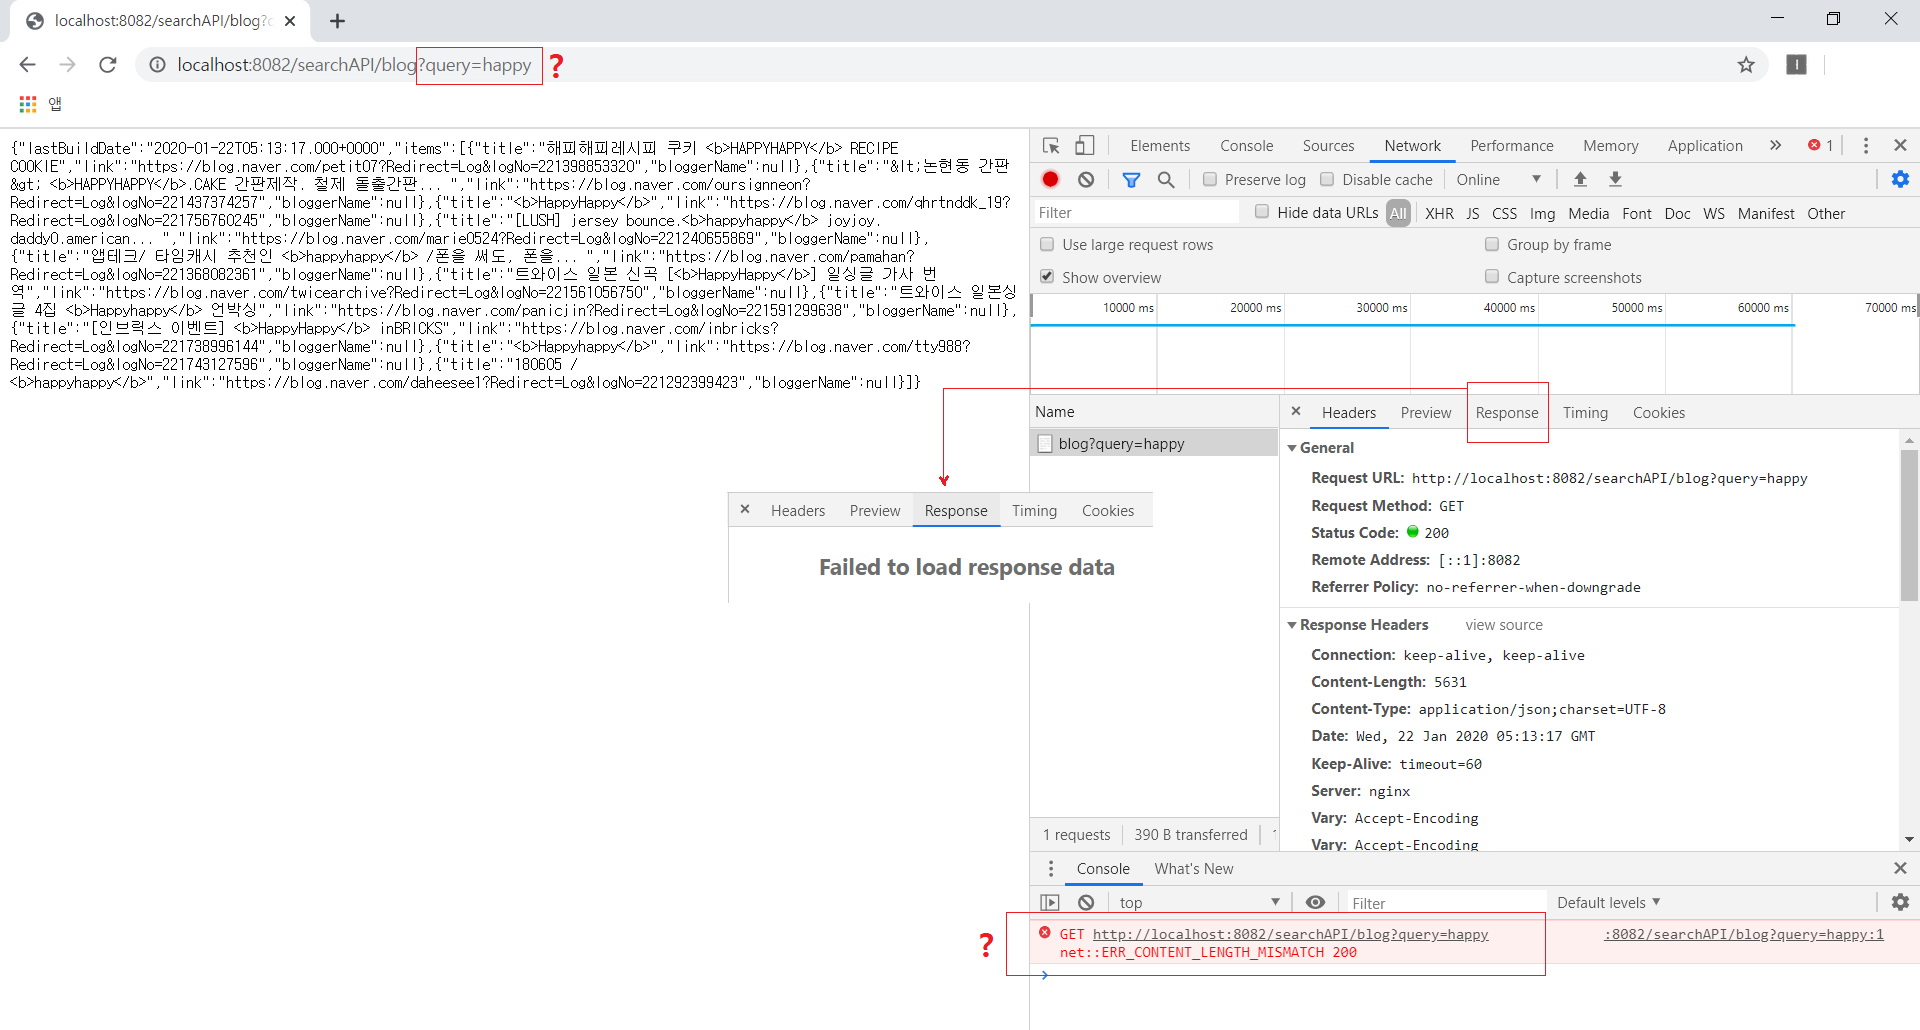 localhost:8082/searchAPI/blog?c
localhost:8082/searchAPI/blog?query=happy ?
앱
{"lastBuildDate":"2020-01-22T05:13:17.000+0000","items":[{"title":"해피해피레시피 쿠키 <b>HAPPYHAPPY</b> RECIPE
COOKIE","link":"https://blog.naver.com/petit07?Redirect=Log&logNo=221398853320","bloggerName":null},{"title":"&lt;논현동 간판
&gt; <b>HAPPYHAPPY</b>.CAKE 간판제작. 철제 돌출간판... ","link":"https://blog.naver.com/oursignneon?
Redirect=Log&logNo=221437374257","bloggerName":null},{"title":"<b>HappyHappy</b>","link":"https://blog.naver.com/qhrtnddk_19?
Redirect=Log&logNo=221756760245","bloggerName":null},{"title":"[LUSH] jersey bounce.<b>happyhappy</b> joyjoy.
daddyO.american... ","link":"https://blog.naver.com/marie0524?Redirect=Log&logNo=221240655869","bloggerName":null},
{"title":"앱테크/ 타임캐시 추천인 <b>happyhappy</b> /폰을 써도, 폰을... ","link":"https://blog.naver.com/pamahan?
Redirect=Log&logNo=221368082361","bloggerName":null},{"title":"트와이스 일본 신곡 [<b>HappyHappy</b>] 일싱글 가사 번
역","link":"https://blog.naver.com/twicearchive?Redirect=Log&logNo=221561056750","bloggerName":null},{"title":"트와이스 일본싱
글 4집 <b>Happyhappy</b> 언박싱","link":"https://blog.naver.com/panicjin?Redirect=Log&logNo=221591299638","bloggerName":null},
{"title":"[인브릭스 이벤트] <b>HappyHappy</b> inBRICKS","link":"https://blog.naver.com/inbricks?
Redirect=Log&logNo=221738996144","bloggerName":null},{"title":"<b>Happyhappy</b>","link":"https://blog.naver.com/tty988?
Redirect=Log&logNo=221743127596","bloggerName":null},{"title":"180605 /
<b>happyhappy</b>","link":"https://blog.naver.com/daheesee1?Redirect=Log&logNo=221292399423","bloggerName":null}]}
Elements Console Sources Network Performance Memory Application » 1
Preserve log Disable cache Online
Filter Hide data URLs All XHR JS CSS Img Media Font Doc WS Manifest Other
Use large request rows Group by frame
Show overview Capture screenshots
10000 ms 20000 ms 30000 ms 40000 ms 50000 ms 60000 ms 70000 ms
Name
blog?query=happy
Headers Preview Response Timing Cookies
General
Request URL: http://localhost:8082/searchAPI/blog?query=happy
Request Method: GET
Status Code: 200
Remote Address: [::1]:8082
Referrer Policy: no-referrer-when-downgrade
Response Headers view source
Connection: keep-alive, keep-alive
Content-Length: 5631
Content-Type: application/json;charset=UTF-8
Date: Wed, 22 Jan 2020 05:13:17 GMT
Keep-Alive: timeout=60
Server: nginx
Vary: Accept-Encoding
Vary: Accept-Encoding
Headers Preview Response Timing Cookies
Failed to load response data
1 requests 390 B transferred
Console What's New
top Filter Default levels
? GET http://localhost:8082/searchAPI/blog?query=happy :8082/searchAPI/blog?query=happy:1
net::ERR_CONTENT_LENGTH_MISMATCH 200